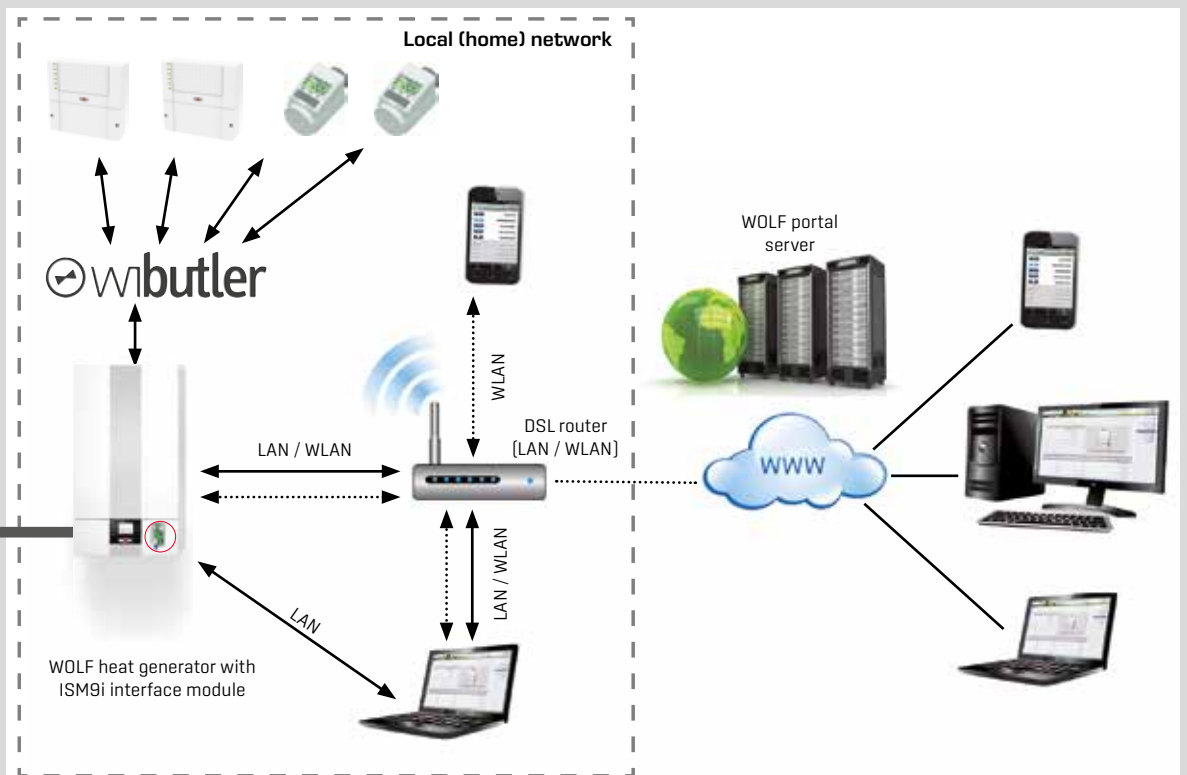 Local (home) network
wibutler
WOLF portal
server
WLAN
DSL router
(LAN / WLAN)
LAN / WLAN
WWW
LAN / WLAN
LAN
WOLF heat generator with
ISM9i interface module